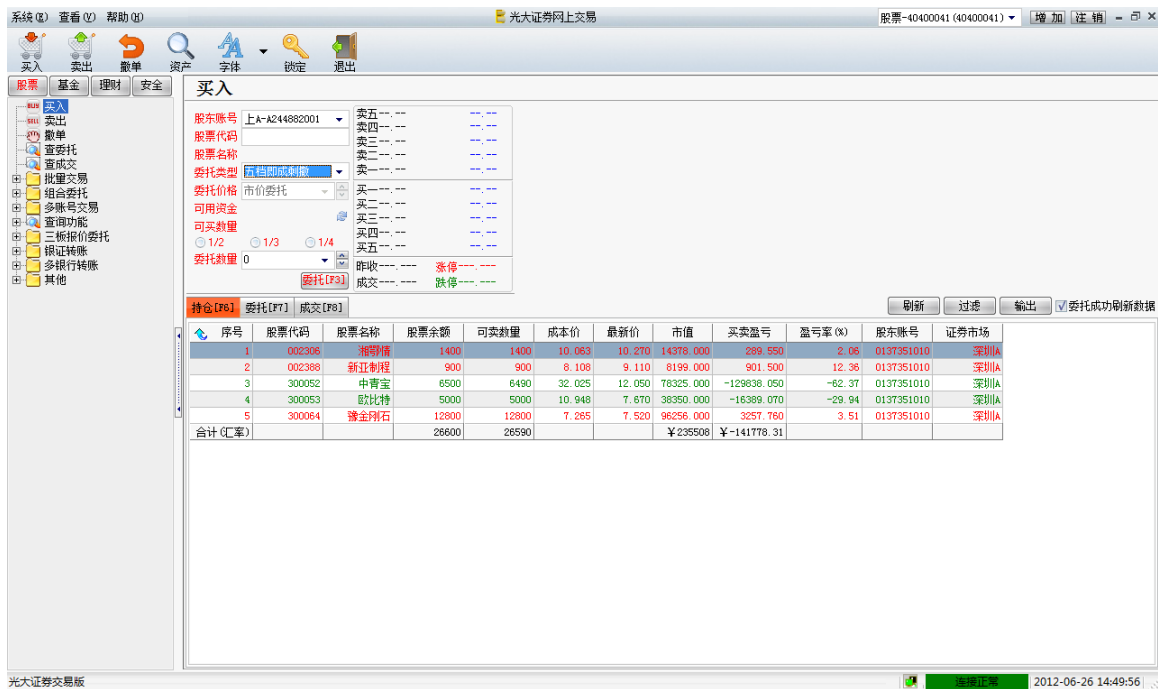 系统(X) 查看(V) 帮助(H) 光大证券网上交易 股票-40400041(40400041) 增加 注销
买入 卖出 撤单 资产 字体 锁定 退出
股票 基金 理财 安全
买入
卖出
撤单
查委托
查成交
批量交易
组合委托
多账号交易
查询功能
三板报价委托
银证转账
多银行转账
其他
买入
股东账号 上A-A244882001
股票代码
股票名称
委托类型 五档即成剩撤
委托价格 市价委托
可用资金
可买数量
1/2 1/3 1/4
委托数量 0
委托[F3]
卖五--.-- --.--
卖四--.-- --.--
卖三--.-- --.--
卖二--.-- --.--
卖一--.-- --.--
买一--.-- --.--
买二--.-- --.--
买三--.-- --.--
买四--.-- --.--
买五--.-- --.--
昨收---.--- 涨停---.---
成交---.--- 跌停---.---
持仓[F6] 委托[F7] 成交[F8] 刷新 过滤 输出 委托成功刷新数据
序号 股票代码 股票名称 股票余额 可卖数量 成本价 最新价 市值 买卖盈亏 盈亏率(%) 股东账号 证券市场
1 002306 湘鄂情 1400 1400 10.063 10.270 14378.000 289.550 2.06 0137351010 深圳A
2 002388 新亚制程 900 900 8.108 9.110 8199.000 901.500 12.36 0137351010 深圳A
3 300052 中青宝 6500 6490 32.025 12.050 78325.000 -129838.050 -62.37 0137351010 深圳A
4 300053 欧比特 5000 5000 10.948 7.670 38350.000 -16389.070 -29.94 0137351010 深圳A
5 300064 豫金刚石 12800 12800 7.265 7.520 96256.000 3257.760 3.51 0137351010 深圳A
合计(汇率) 26600 26590 ￥235508 ￥-141778.31
光大证券交易版 连接正常 2012-06-26 14:49:56